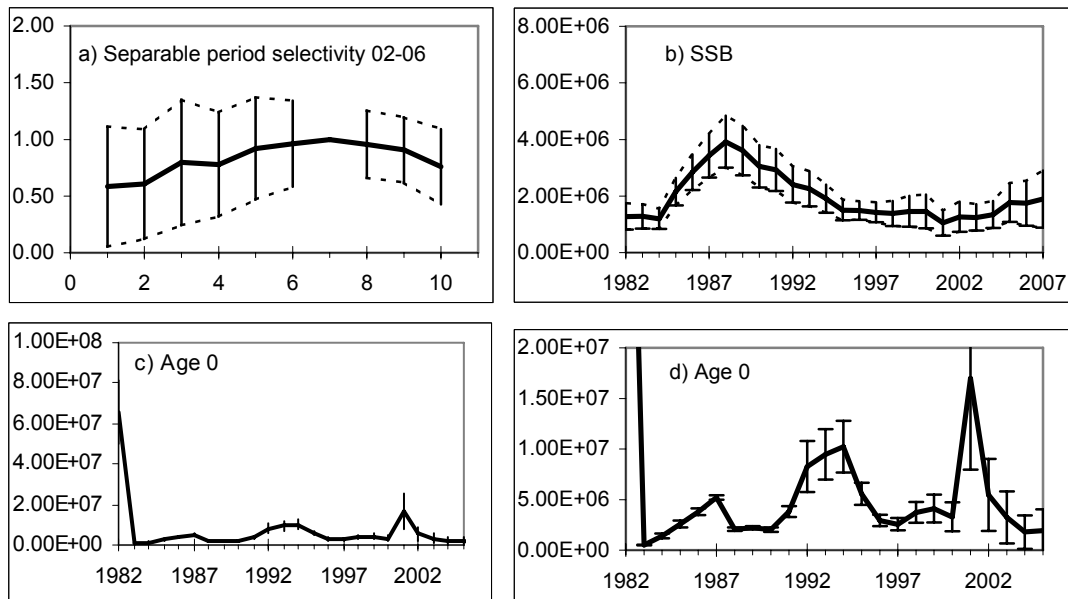 a) Separable period selectivity 02-06
2.00
1.50
1.00
0.50
0.00
0 2 4 6 8 10
b) SSB
8.00E+06
6.00E+06
4.00E+06
2.00E+06
0.00E+00
1982 1987 1992 1997 2002 2007
c) Age 0
1.00E+08
8.00E+07
6.00E+07
4.00E+07
2.00E+07
0.00E+00
1982 1987 1992 1997 2002
d) Age 0
2.00E+07
1.50E+07
1.00E+07
5.00E+06
0.00E+00
1982 1987 1992 1997 2002